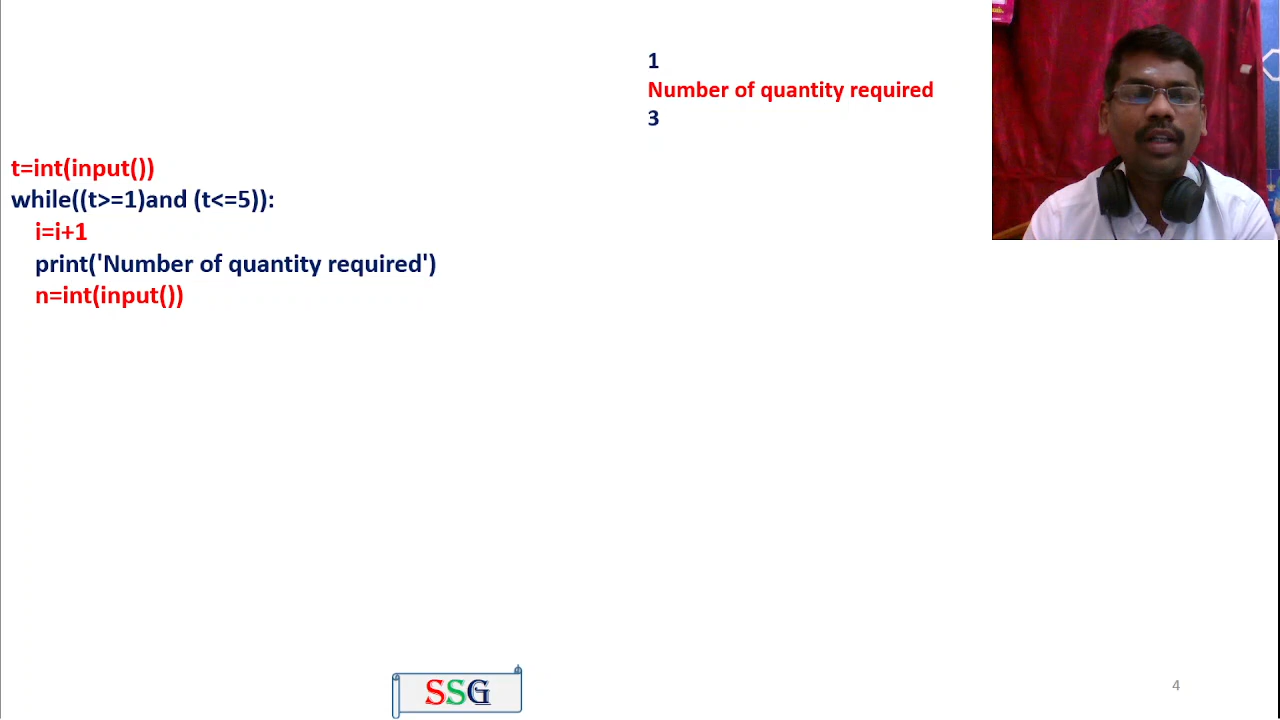 1
Number of quantity required
3
t=int(input())
while((t>=1)and (t<=5)):
i=i+1
print('Number of quantity required')
n=int(input())
SSG
4